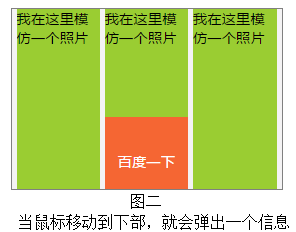 我在这里模
仿一个照片
我在这里模
仿一个照片
我在这里模
仿一个照片
百度一下
图二
当鼠标移动到下部，就会弹出一个信息